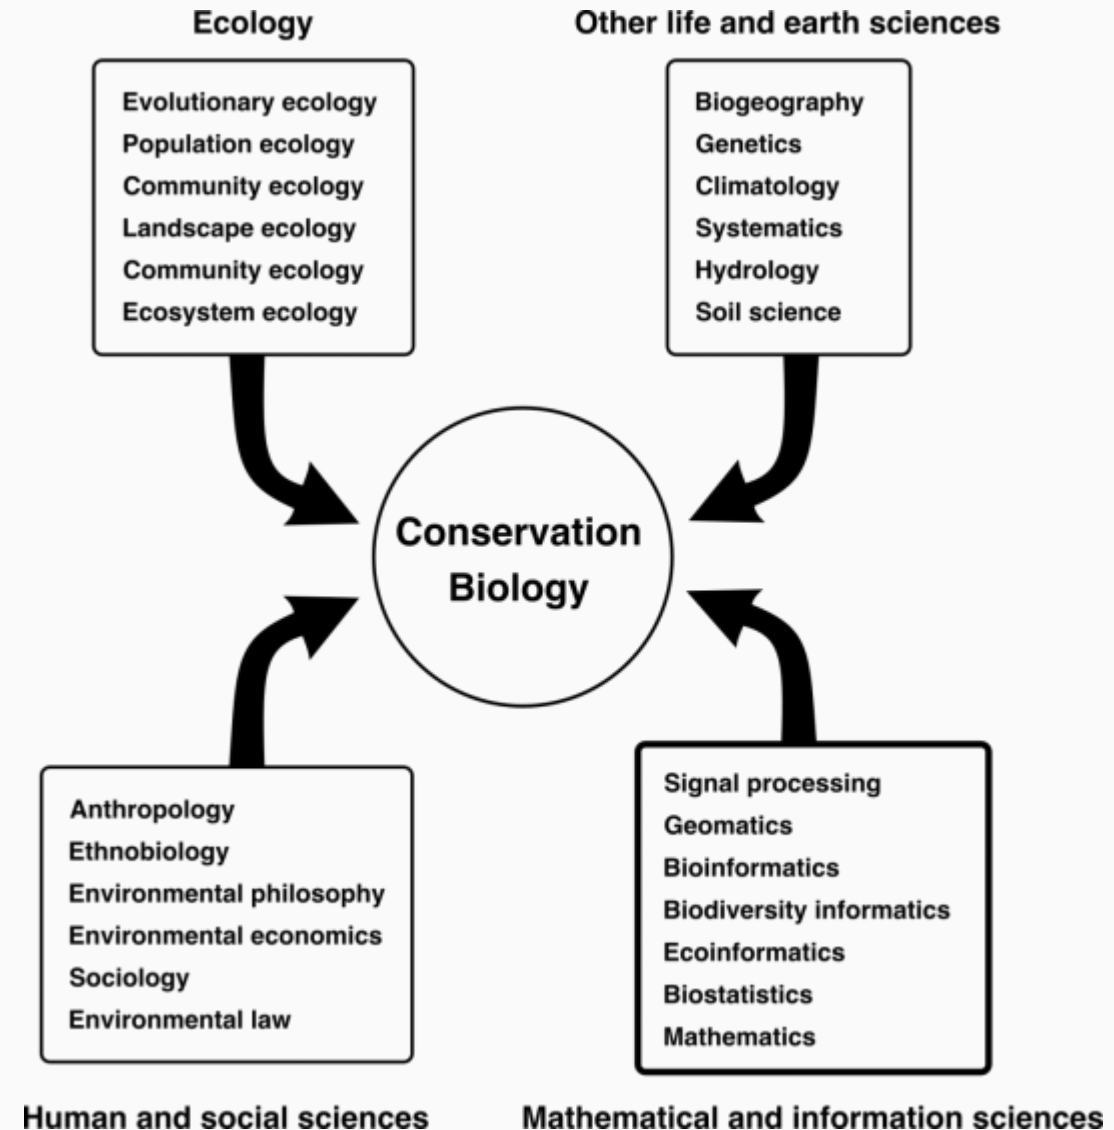 Ecology
Evolutionary ecology
Population ecology
Community ecology
Landscape ecology
Community ecology
Ecosystem ecology
Other life and earth sciences
Biogeography
Genetics
Climatology
Systematics
Hydrology
Soil science
Conservation
Biology
Anthropology
Ethnobiology
Environmental philosophy
Environmental economics
Sociology
Environmental law
Human and social sciences
Signal processing
Geomatics
Bioinformatics
Biodiversity informatics
Ecoinformatics
Biostatistics
Mathematics
Mathematical and information sciences